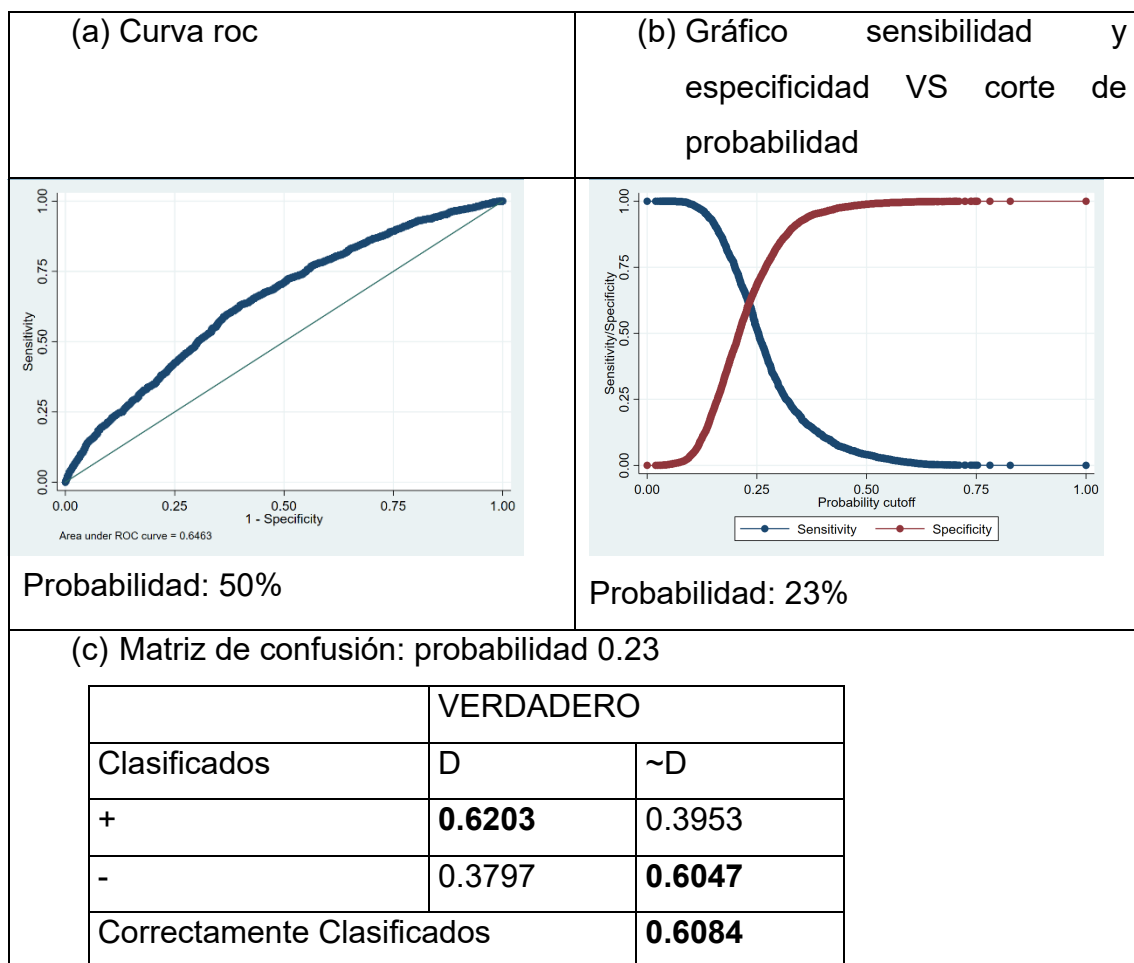 (a) Curva roc
(b) Gráfico sensibilidad y
especificidad VS corte de
probabilidad
Sensitivity
1.00
0.75
0.50
0.25
0.00
0.00 0.25 0.50 0.75 1.00
1 - Specificity
Area under ROC curve = 0.6463
Probabilidad: 50%
Sensitivity/Specificity
1.00
0.75
0.50
0.25
0.00
0.00 0.25 0.50 0.75 1.00
Probability cutoff
Sensitivity Specificity
Probabilidad: 23%
(c) Matriz de confusión: probabilidad 0.23
VERDADERO
Clasificados D ~D
+ 0.6203 0.3953
- 0.3797 0.6047
Correctamente Clasificados 0.6084